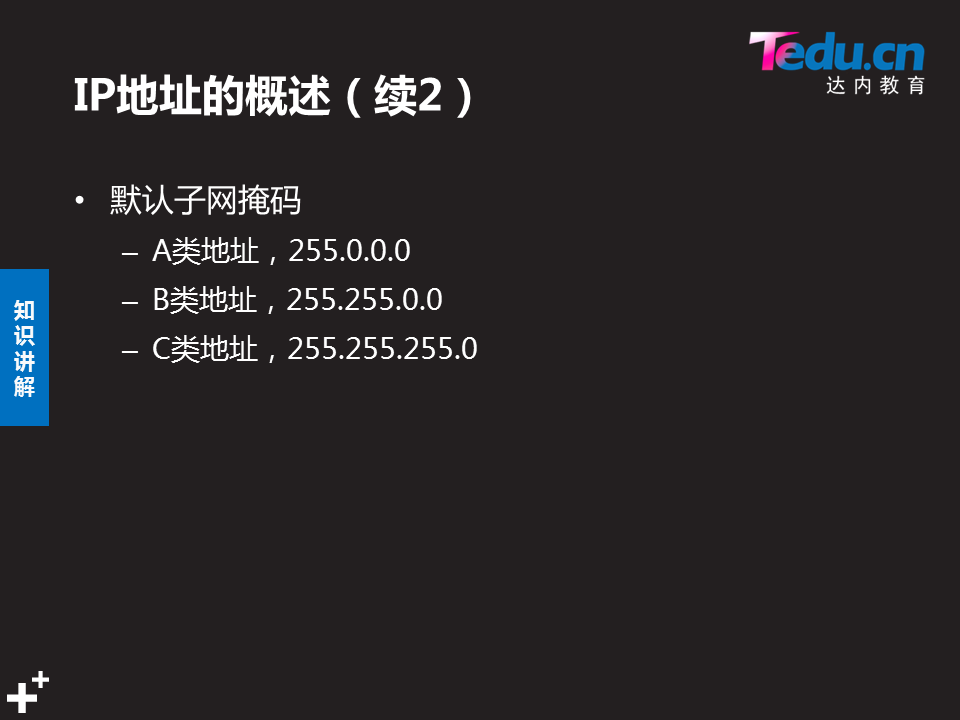 Tedu.cn
达内教育
IP地址的概述（续2）
• 默认子网掩码
– A类地址，255.0.0.0
– B类地址，255.255.0.0
– C类地址，255.255.255.0
知识讲解